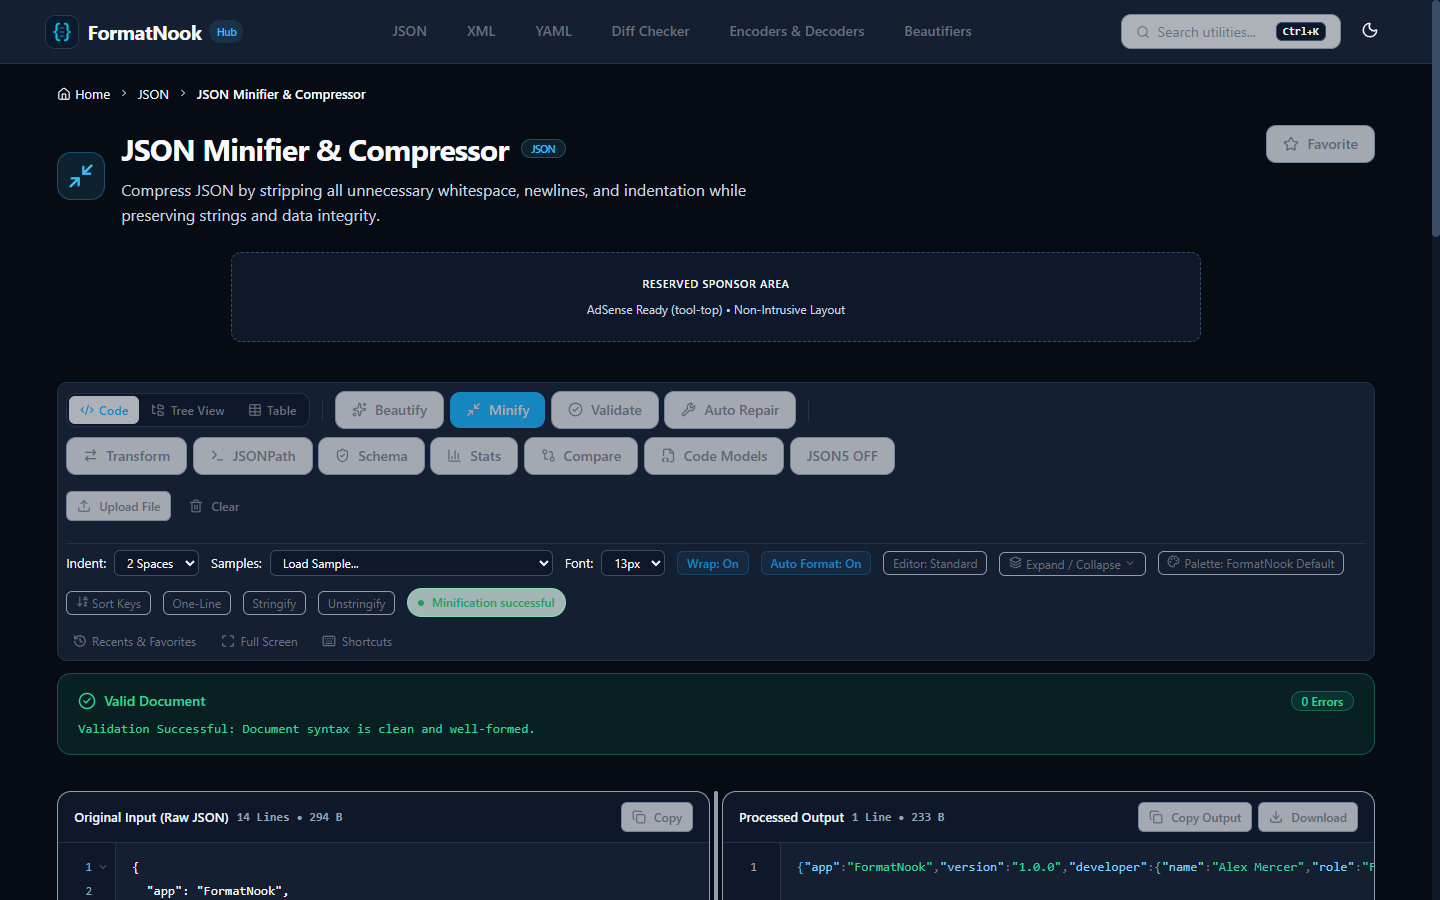 FormatNook Hub
JSON XML YAML Diff Checker Encoders & Decoders Beautifiers
Search utilities... Ctrl+K
Home > JSON > JSON Minifier & Compressor
JSON Minifier & Compressor JSON
Favorite
Compress JSON by stripping all unnecessary whitespace, newlines, and indentation while
preserving strings and data integrity.
RESERVED SPONSOR AREA
AdSense Ready (tool-top) • Non-Intrusive Layout
Code Tree View Table Beautify Minify Validate Auto Repair
Transform JSONPath Schema Stats Compare Code Models JSON5 OFF
Upload File Clear
Indent: 2 Spaces Samples: Load Sample... Font: 13px Wrap: On Auto Format: On Editor: Standard Expand / Collapse Palette: FormatNook Default
Sort Keys One-Line Stringify Unstringify Minification successful
Recents & Favorites Full Screen Shortcuts
Valid Document 0 Errors
Validation Successful: Document syntax is clean and well-formed.
Original Input (Raw JSON) 14 Lines • 294 B Copy
1 {
2 "app": "FormatNook",
Processed Output 1 Line • 233 B Copy Output Download
1 {"app":"FormatNook","version":"1.0.0","developer":{"name":"Alex Mercer","role":"F